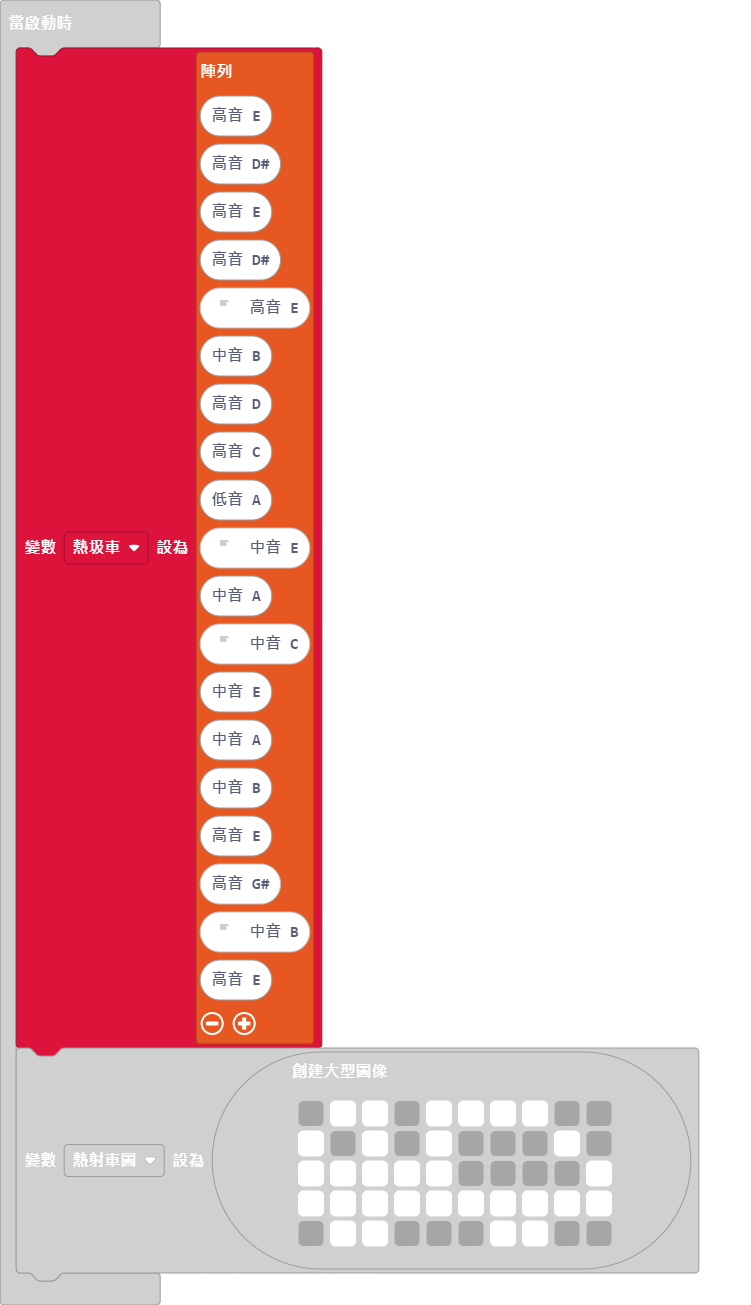 當啟動時
陣列
高音 E
高音 D#
高音 E
高音 D#
高音 E
中音 B
高音 D
高音 C
低音 A
變數 熱圾車 設為
中音 E
中音 A
中音 C
中音 E
中音 A
中音 B
高音 E
高音 G#
中音 B
高音 E
創建大型圖像
變數 熱射車圖 設為